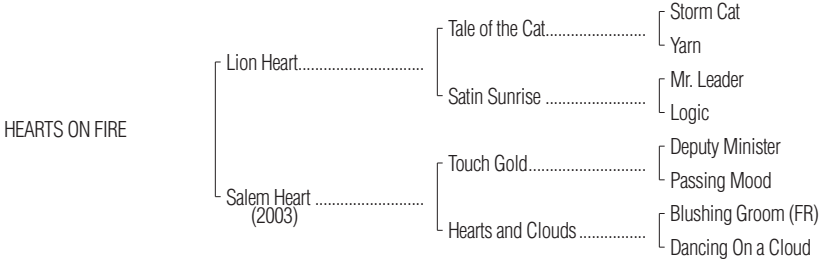 Storm Cat
Tale of the Cat........................
Yarn
Lion Heart..............................
Mr. Leader
Satin Sunrise ........................
Logic
HEARTS ON FIRE
Deputy Minister
Touch Gold............................
Passing Mood
Salem Heart ..........................
(2003)
Blushing Groom (FR)
Hearts and Clouds ................
Dancing On a Cloud